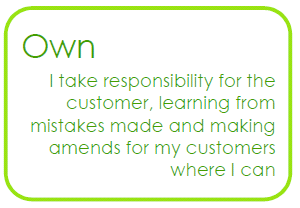 Own
I take responsibility for the
customer, learning from
mistakes made and making
amends for my customers
where I can